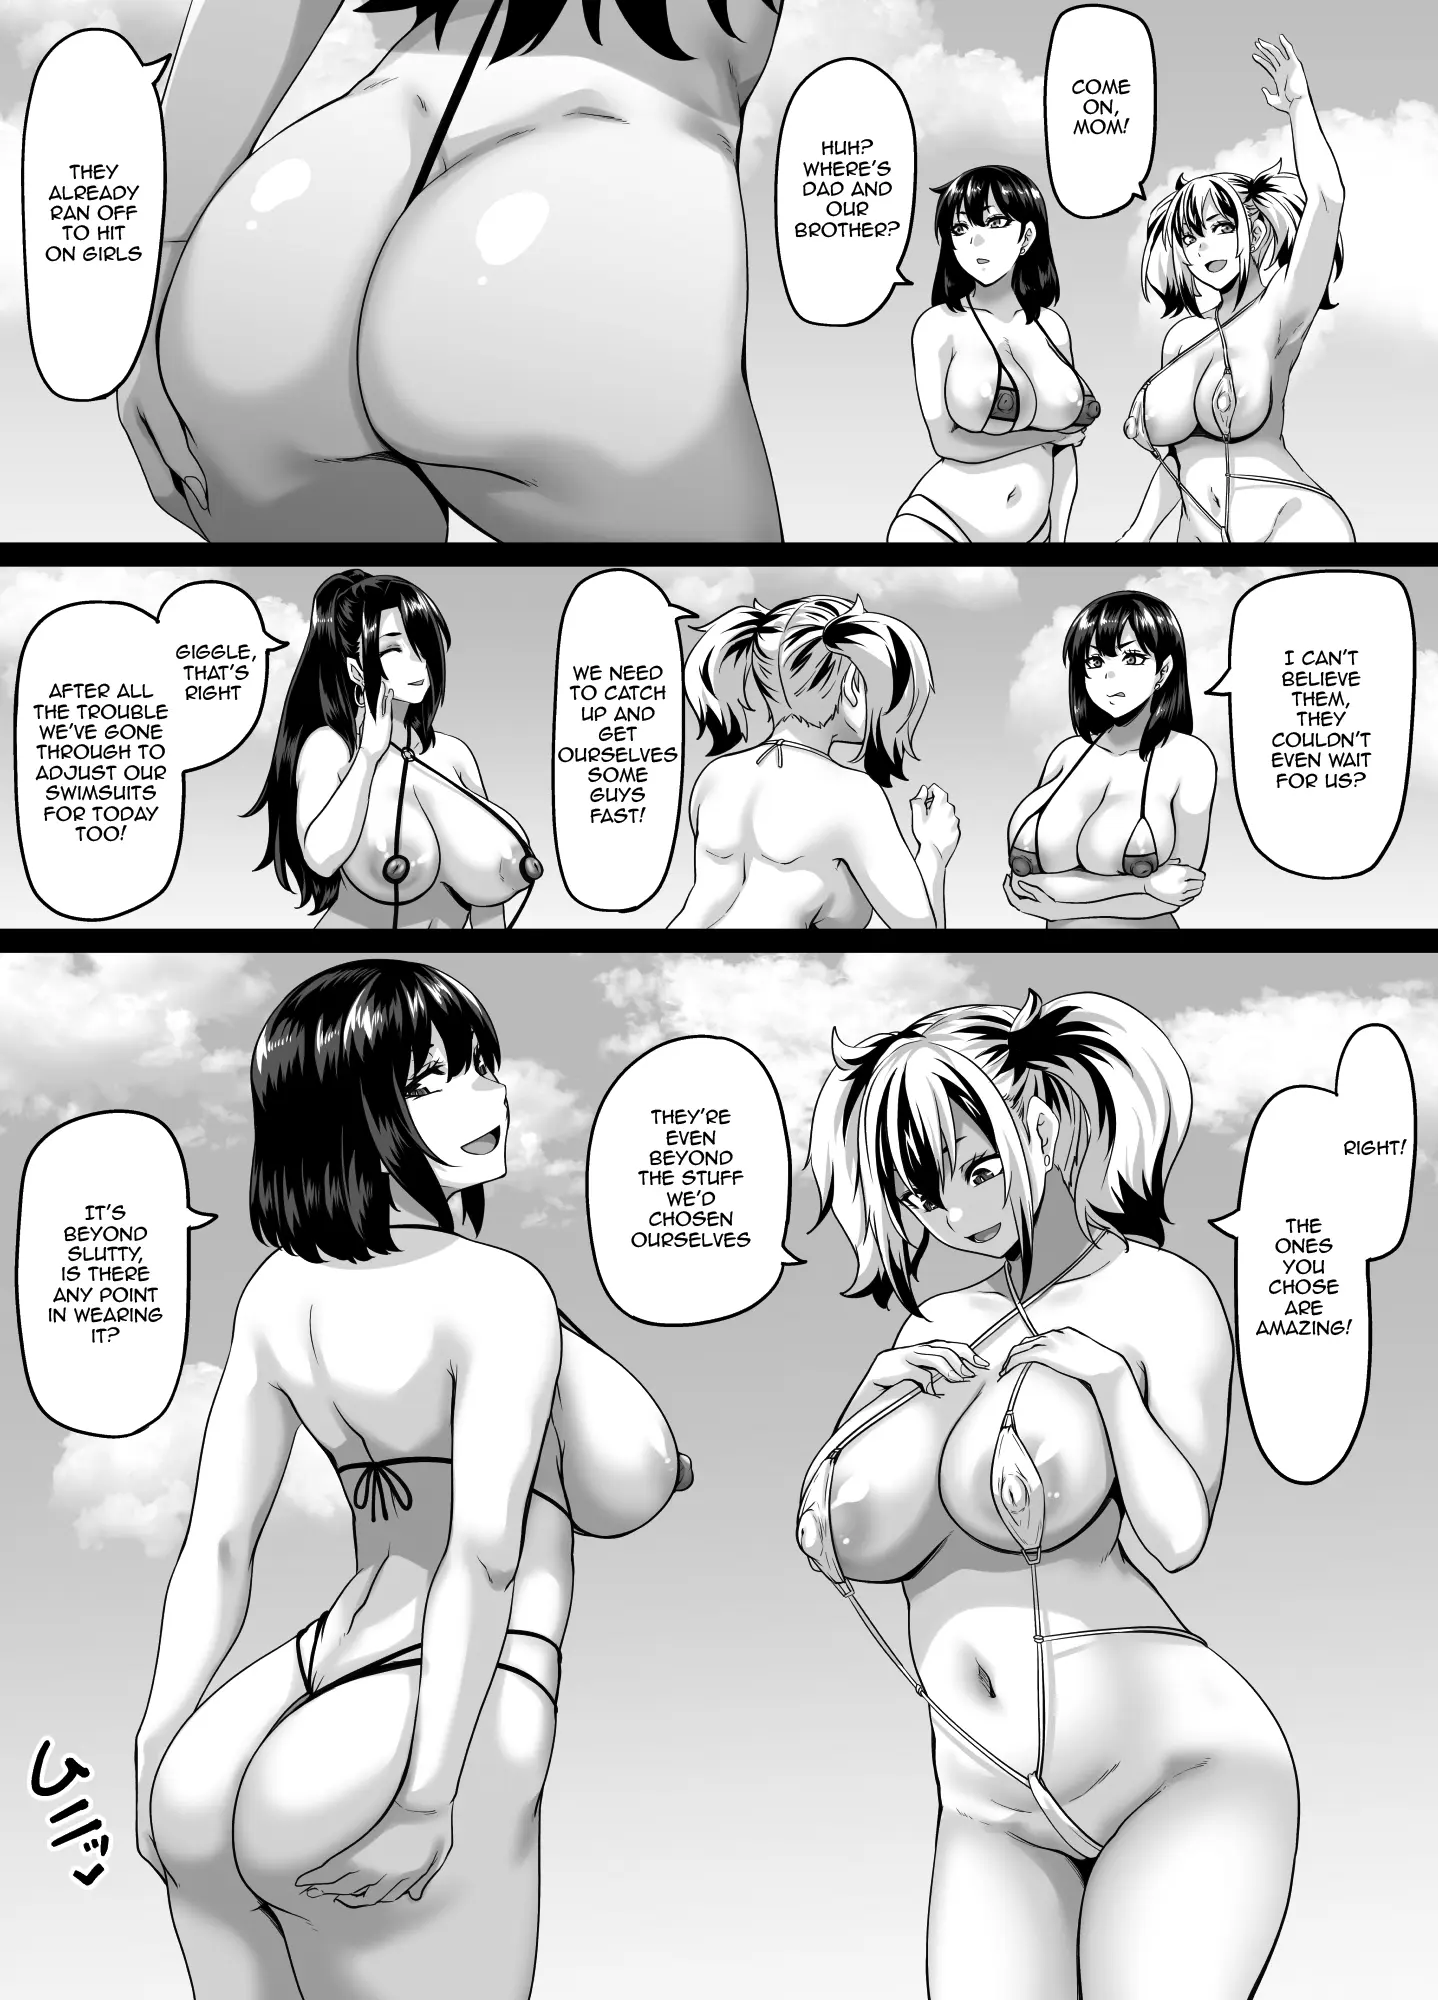 COME
ON,
MOM!
HUH?
WHERE'S
DAD AND
OUR
BROTHER?
THEY
ALREADY
RAN OFF
TO HIT
ON GIRLS
I CAN'T
BELIEVE
THEM,
THEY
COULDN'T
EVEN WAIT
FOR US?
WE NEED
TO CATCH
UP AND
GET
OURSELVES
SOME
GUYS
FAST!
GIGGLE,
THAT'S
RIGHT
AFTER ALL
THE TROUBLE
WE'VE GONE
THROUGH TO
ADJUST OUR
SWIMSUITS
FOR TODAY
TOO!
RIGHT!
THE
ONES
YOU
CHOSE
ARE
AMAZING!
THEY'RE
EVEN
BEYOND
THE STUFF
WE'D
CHOSEN
OURSELVES
IT'S
BEYOND
SLUTTY,
IS THERE
ANY POINT
IN WEARING
IT?